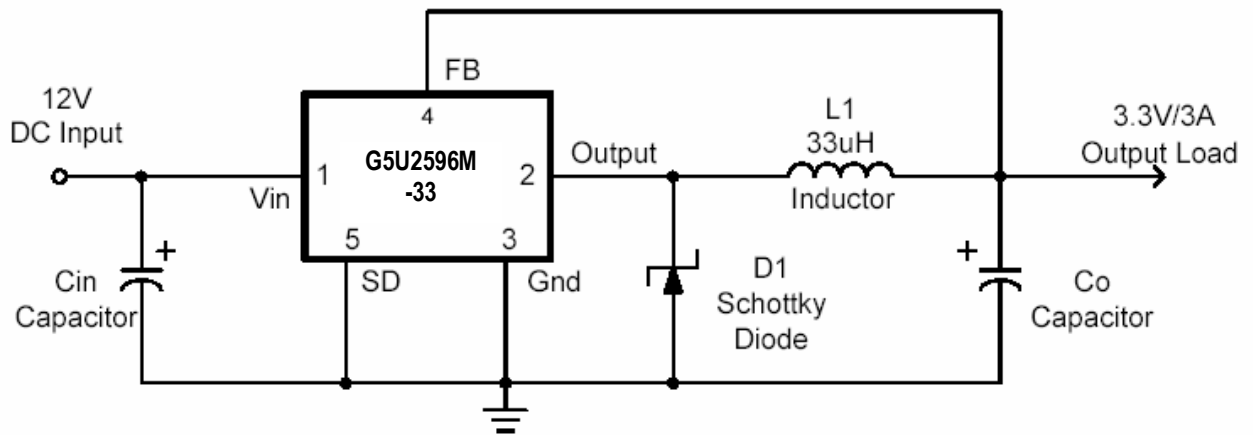 FB
12V
DC Input
4
L1
33uH
Inductor
3.3V/3A
Output Load
G5U2596M
-33
Output
1
2
Vin
5
3
SD
Gnd
+
Cin
Capacitor
D1
Schottky
Diode
+
Co
Capacitor